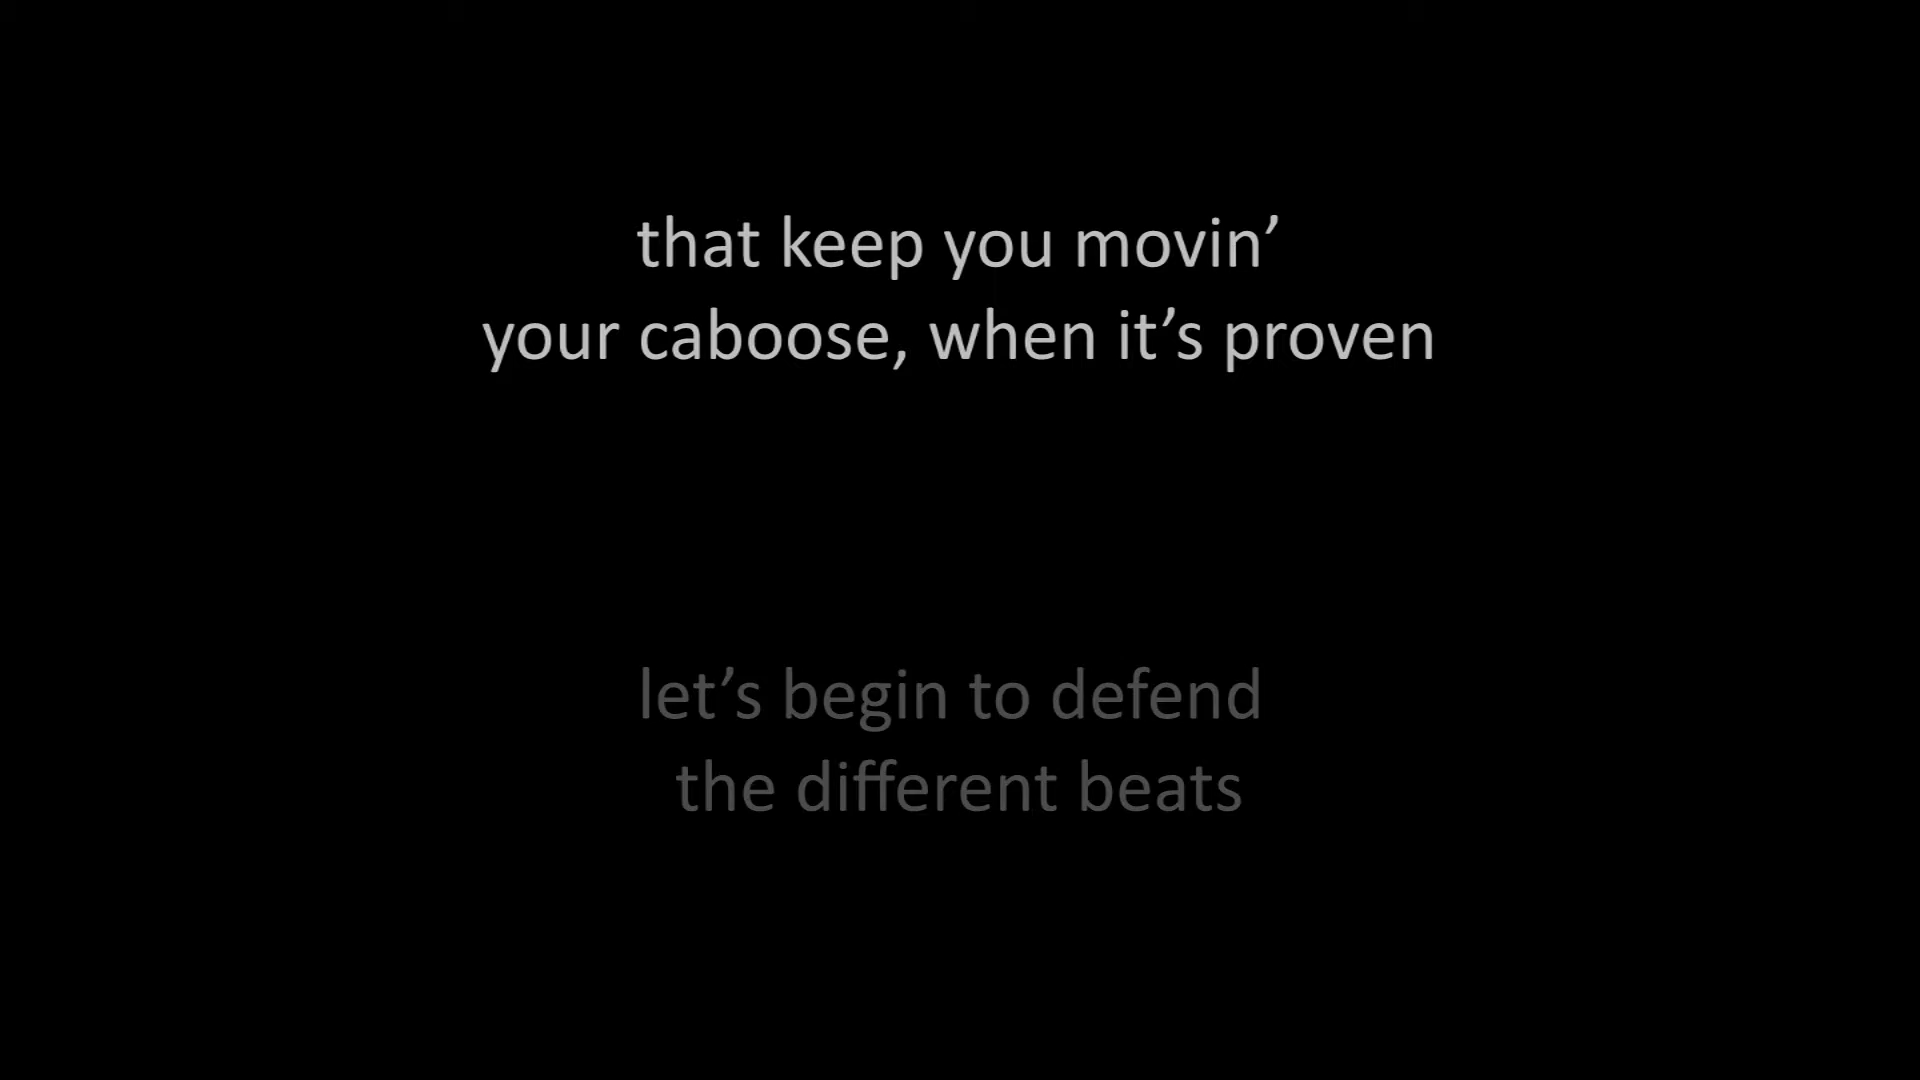 that keep you movin’
your caboose, when it’s proven
let’s begin to defend
the different beats